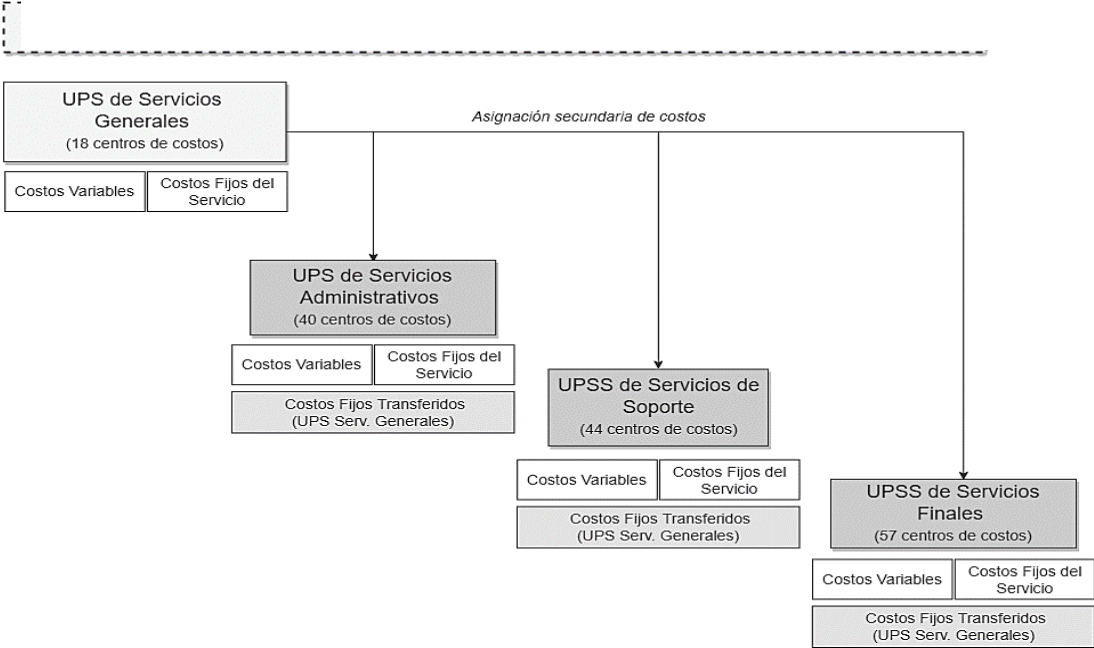 UPS de Servicios
Generales
(18 centros de costos)
Asignación secundaria de costos
Costos Variables
Costos Fijos del
Servicio
UPS de Servicios
Administrativos
(40 centros de costos)
Costos Variables
Costos Fijos del
Servicio
Costos Fijos Transferidos
(UPS Serv. Generales)
UPSS de Servicios de
Soporte
(44 centros de costos)
Costos Variables
Costos Fijos del
Servicio
Costos Fijos Transferidos
(UPS Serv. Generales)
UPSS de Servicios
Finales
(57 centros de costos)
Costos Variables
Costos Fijos del
Servicio
Costos Fijos Transferidos
(UPS Serv. Generales)